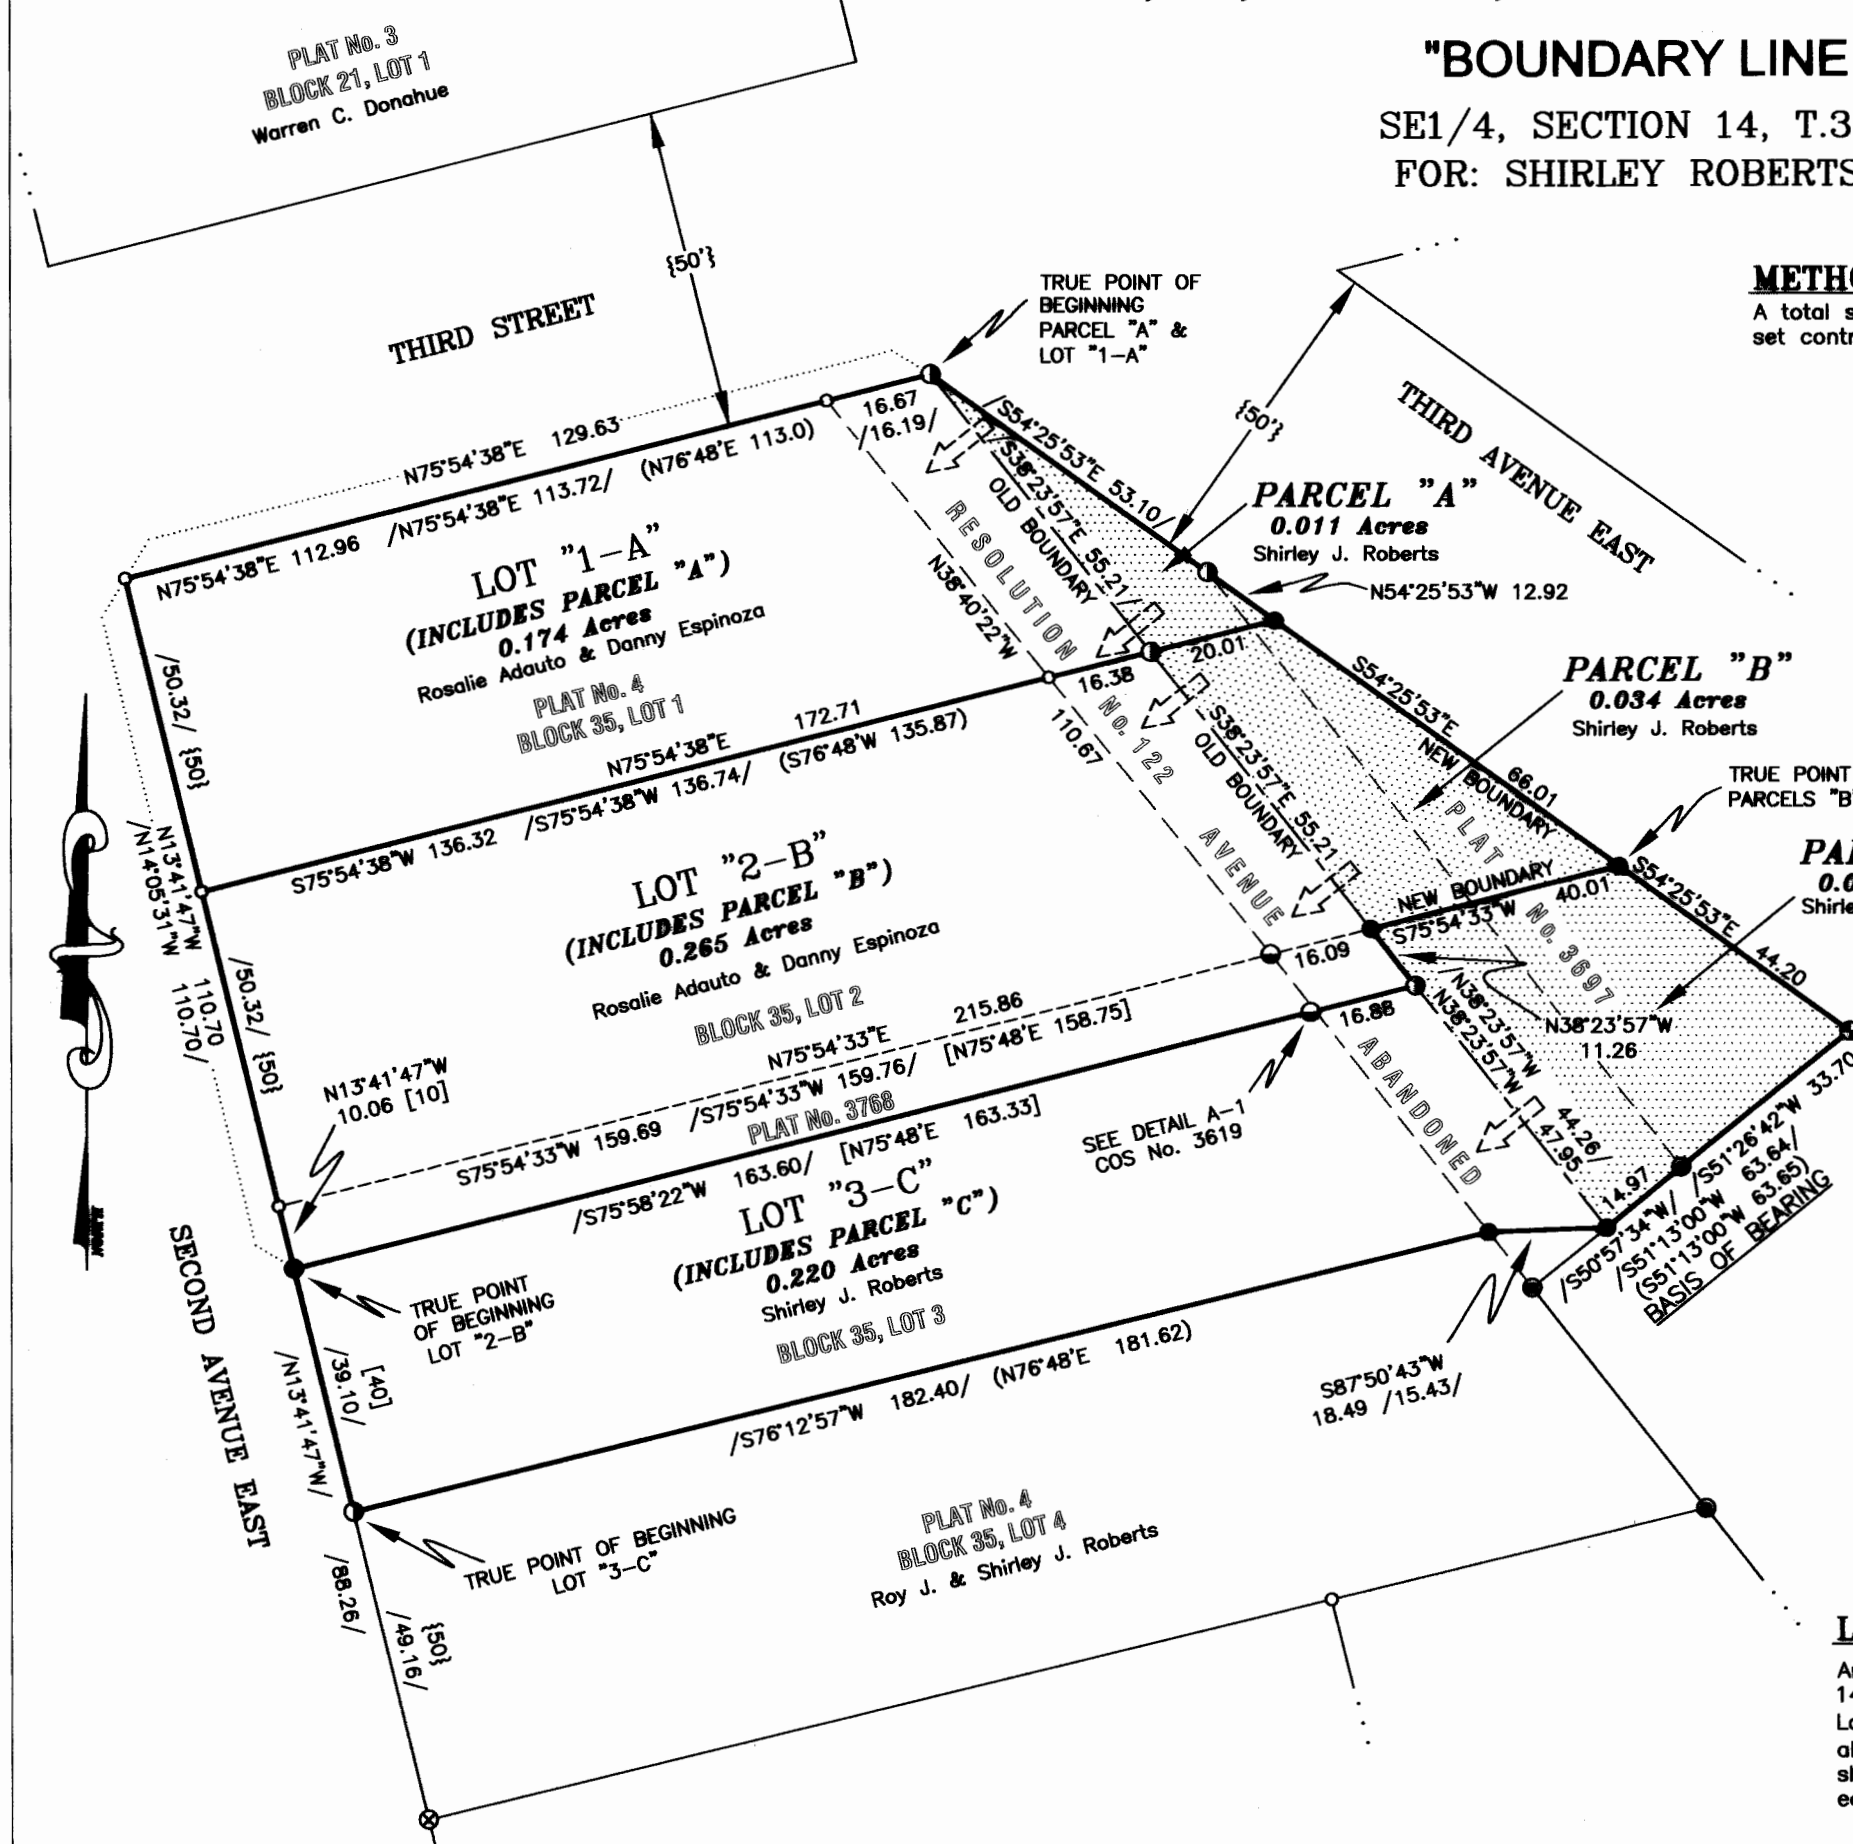 "BOUNDARY LINE
SE1/4, SECTION 14, T.3
FOR: SHIRLEY ROBERTS
PLAT No. 3
BLOCK 21, LOT 1
Warren C. Donahue
{50'}
THIRD STREET
TRUE POINT OF
BEGINNING
PARCEL "A" &
LOT "1-A"
METHO
A total s
set contr
{50'}
THIRD AVENUE EAST
N75°54'38"E 129.63
N75°54'38"E 112.96 /N75°54'38"E 113.72/ (N76°48'E 113.0)
16.67
/16.19/
/S54°25'53"E 53.10/
/S38°23'57"E 55.21/
OLD BOUNDARY
PARCEL "A"
0.011 Acres
Shirley J. Roberts
N54°25'53"W 12.92
LOT "1-A"
(INCLUDES PARCEL "A")
0.174 Acres
Rosalie Adauto & Danny Espinoza
PLAT No. 4
BLOCK 35, LOT 1
RESOLUTION No. 122 AVENUE ABANDONED
N38°40'22"W
110.67
/50.32/ {50}
N75°54'38"E 172.71
S75°54'38"W 136.32 /S75°54'38"W 136.74/ (S76°48'W 135.87)
16.38
20.01
S38°23'57"E 55.21
OLD BOUNDARY
S54°25'53"E 66.01
NEW BOUNDARY
PARCEL "B"
0.034 Acres
Shirley J. Roberts
TRUE POINT
PARCELS "B"
PAR
0.0
Shirle
PLAT No. 3697
N13°41'47"W 110.70
/N14°05'31"W 110.70/
LOT "2-B"
(INCLUDES PARCEL "B")
0.265 Acres
Rosalie Adauto & Danny Espinoza
BLOCK 35, LOT 2
/50.32/ {50}
NEW BOUNDARY
S75°54'33"W 40.01
S54°25'53"E 44.20
N13°41'47"W
10.06 [10]
N75°54'33"E 215.86
S75°54'33"W 159.69 /S75°54'33"W 159.76/ [N75°48'E 158.75]
16.09
PLAT No. 3768
/S75°58'22"W 163.60/ [N75°48'E 163.33]
16.88
N38°23'57"W
11.26
/N38°23'57"W 44.26/
N38°23'57"W 47.95
SEE DETAIL A-1
COS No. 3619
LOT "3-C"
(INCLUDES PARCEL "C")
0.220 Acres
Shirley J. Roberts
BLOCK 35, LOT 3
14.97
/S50°57'34"W/ /S51°26'42"W 33.70
/S51°13'00"W 63.64/
(S51°13'00"W 63.65)
BASIS OF BEARING
SECOND AVENUE EAST
TRUE POINT
OF BEGINNING
LOT "2-B"
[40]
/39.10/
/N13°41'47"W/
/S76°12'57"W 182.40/ (N76°48'E 181.62)
S87°50'43"W
18.49 /15.43/
TRUE POINT OF BEGINNING
LOT "3-C"
/88.26/
{50}
/49.16/
PLAT No. 4
BLOCK 35, LOT 4
Roy J. & Shirley J. Roberts
L
A
14
Lo
al
sl
e